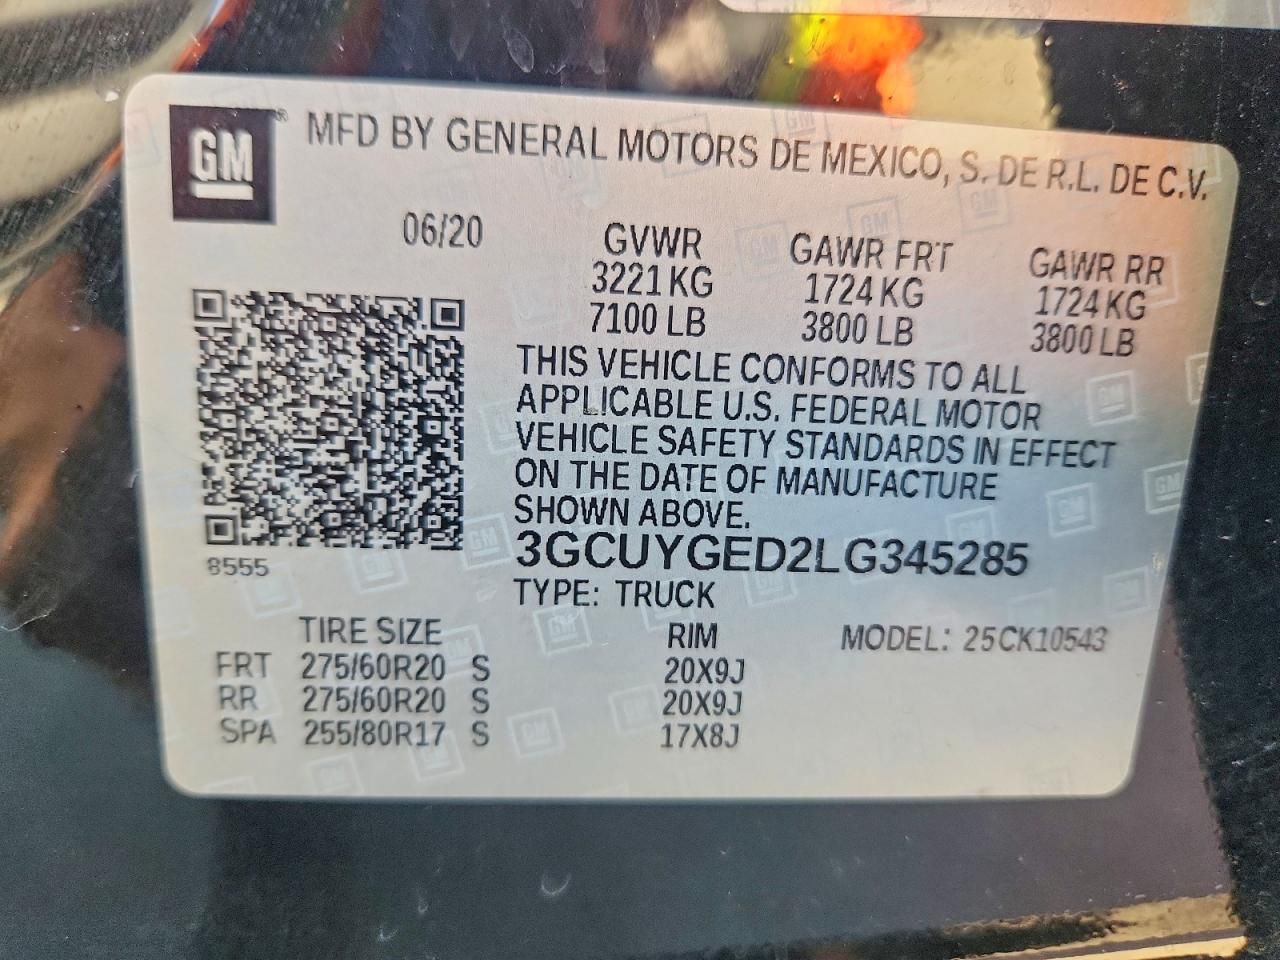 GM® MFD BY GENERAL MOTORS DE MEXICO, S. DE R.L. DE C.V.
06/20 GVWR GAWR FRT GAWR RR
3221 KG 1724 KG 1724 KG
7100 LB 3800 LB 3800 LB
THIS VEHICLE CONFORMS TO ALL
APPLICABLE U.S. FEDERAL MOTOR
VEHICLE SAFETY STANDARDS IN EFFECT
ON THE DATE OF MANUFACTURE
SHOWN ABOVE.
3GCUYGED2LG345285
8555
TYPE: TRUCK
TIRE SIZE RIM MODEL: 25CK10543
FRT 275/60R20 S 20X9J
RR 275/60R20 S 20X9J
SPA 255/80R17 S 17X8J